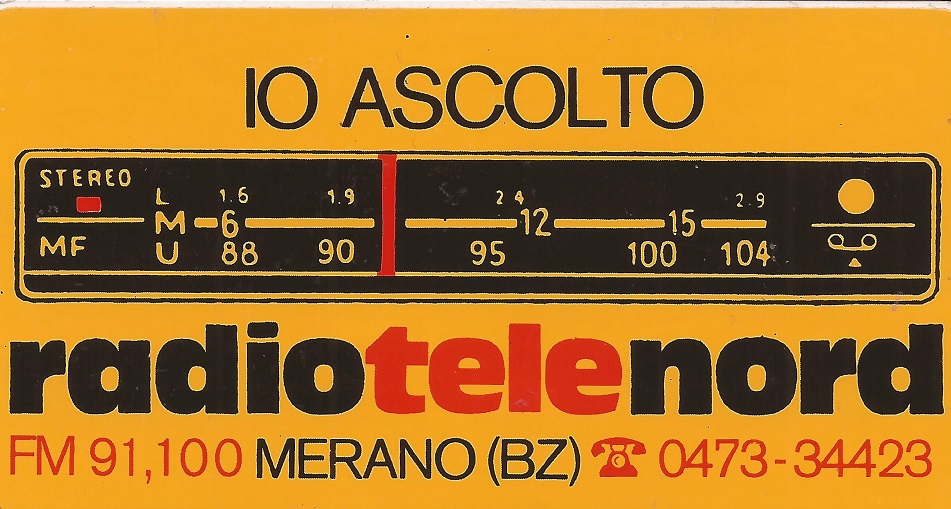 IO ASCOLTO
STEREO
L 1.6 1.9 2 4 2.9
M 6 12 15
MF
U 88 90 95 100 104
radiotelenord
FM 91,100 MERANO (BZ) ☎ 0473-34423